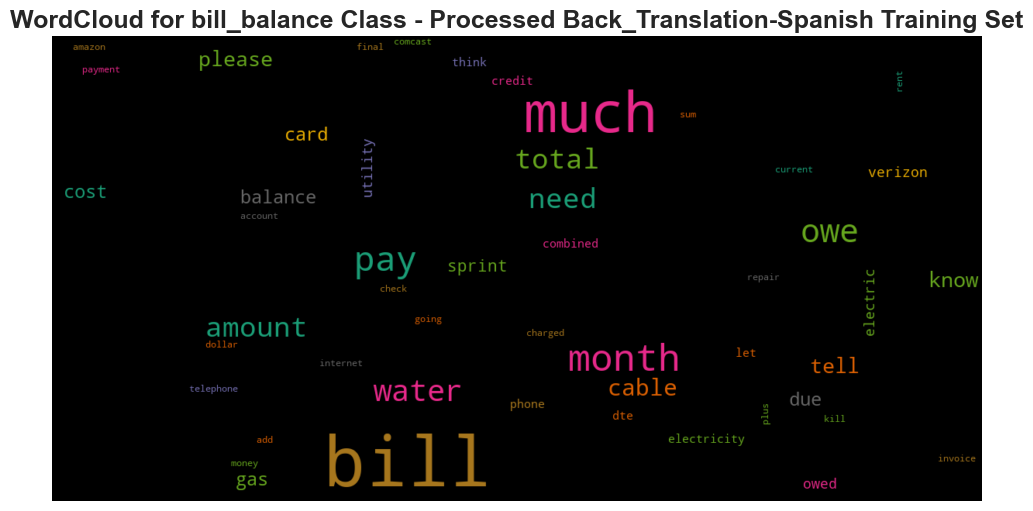 WordCloud for bill_balance Class - Processed Back_Translation-Spanish Training Set
amazon
final
comcast
please
think
payment
credit
rent
much
sum
card
utility
total
current
verizon
cost
balance
need
account
owe
combined
pay
sprint
electric
know
repair
check
amount
going
charged
dollar
month
let
internet
tell
telephone
water
cable
due
phone
dte
plus
kill
bill
add
electricity
money
gas
invoice
owed